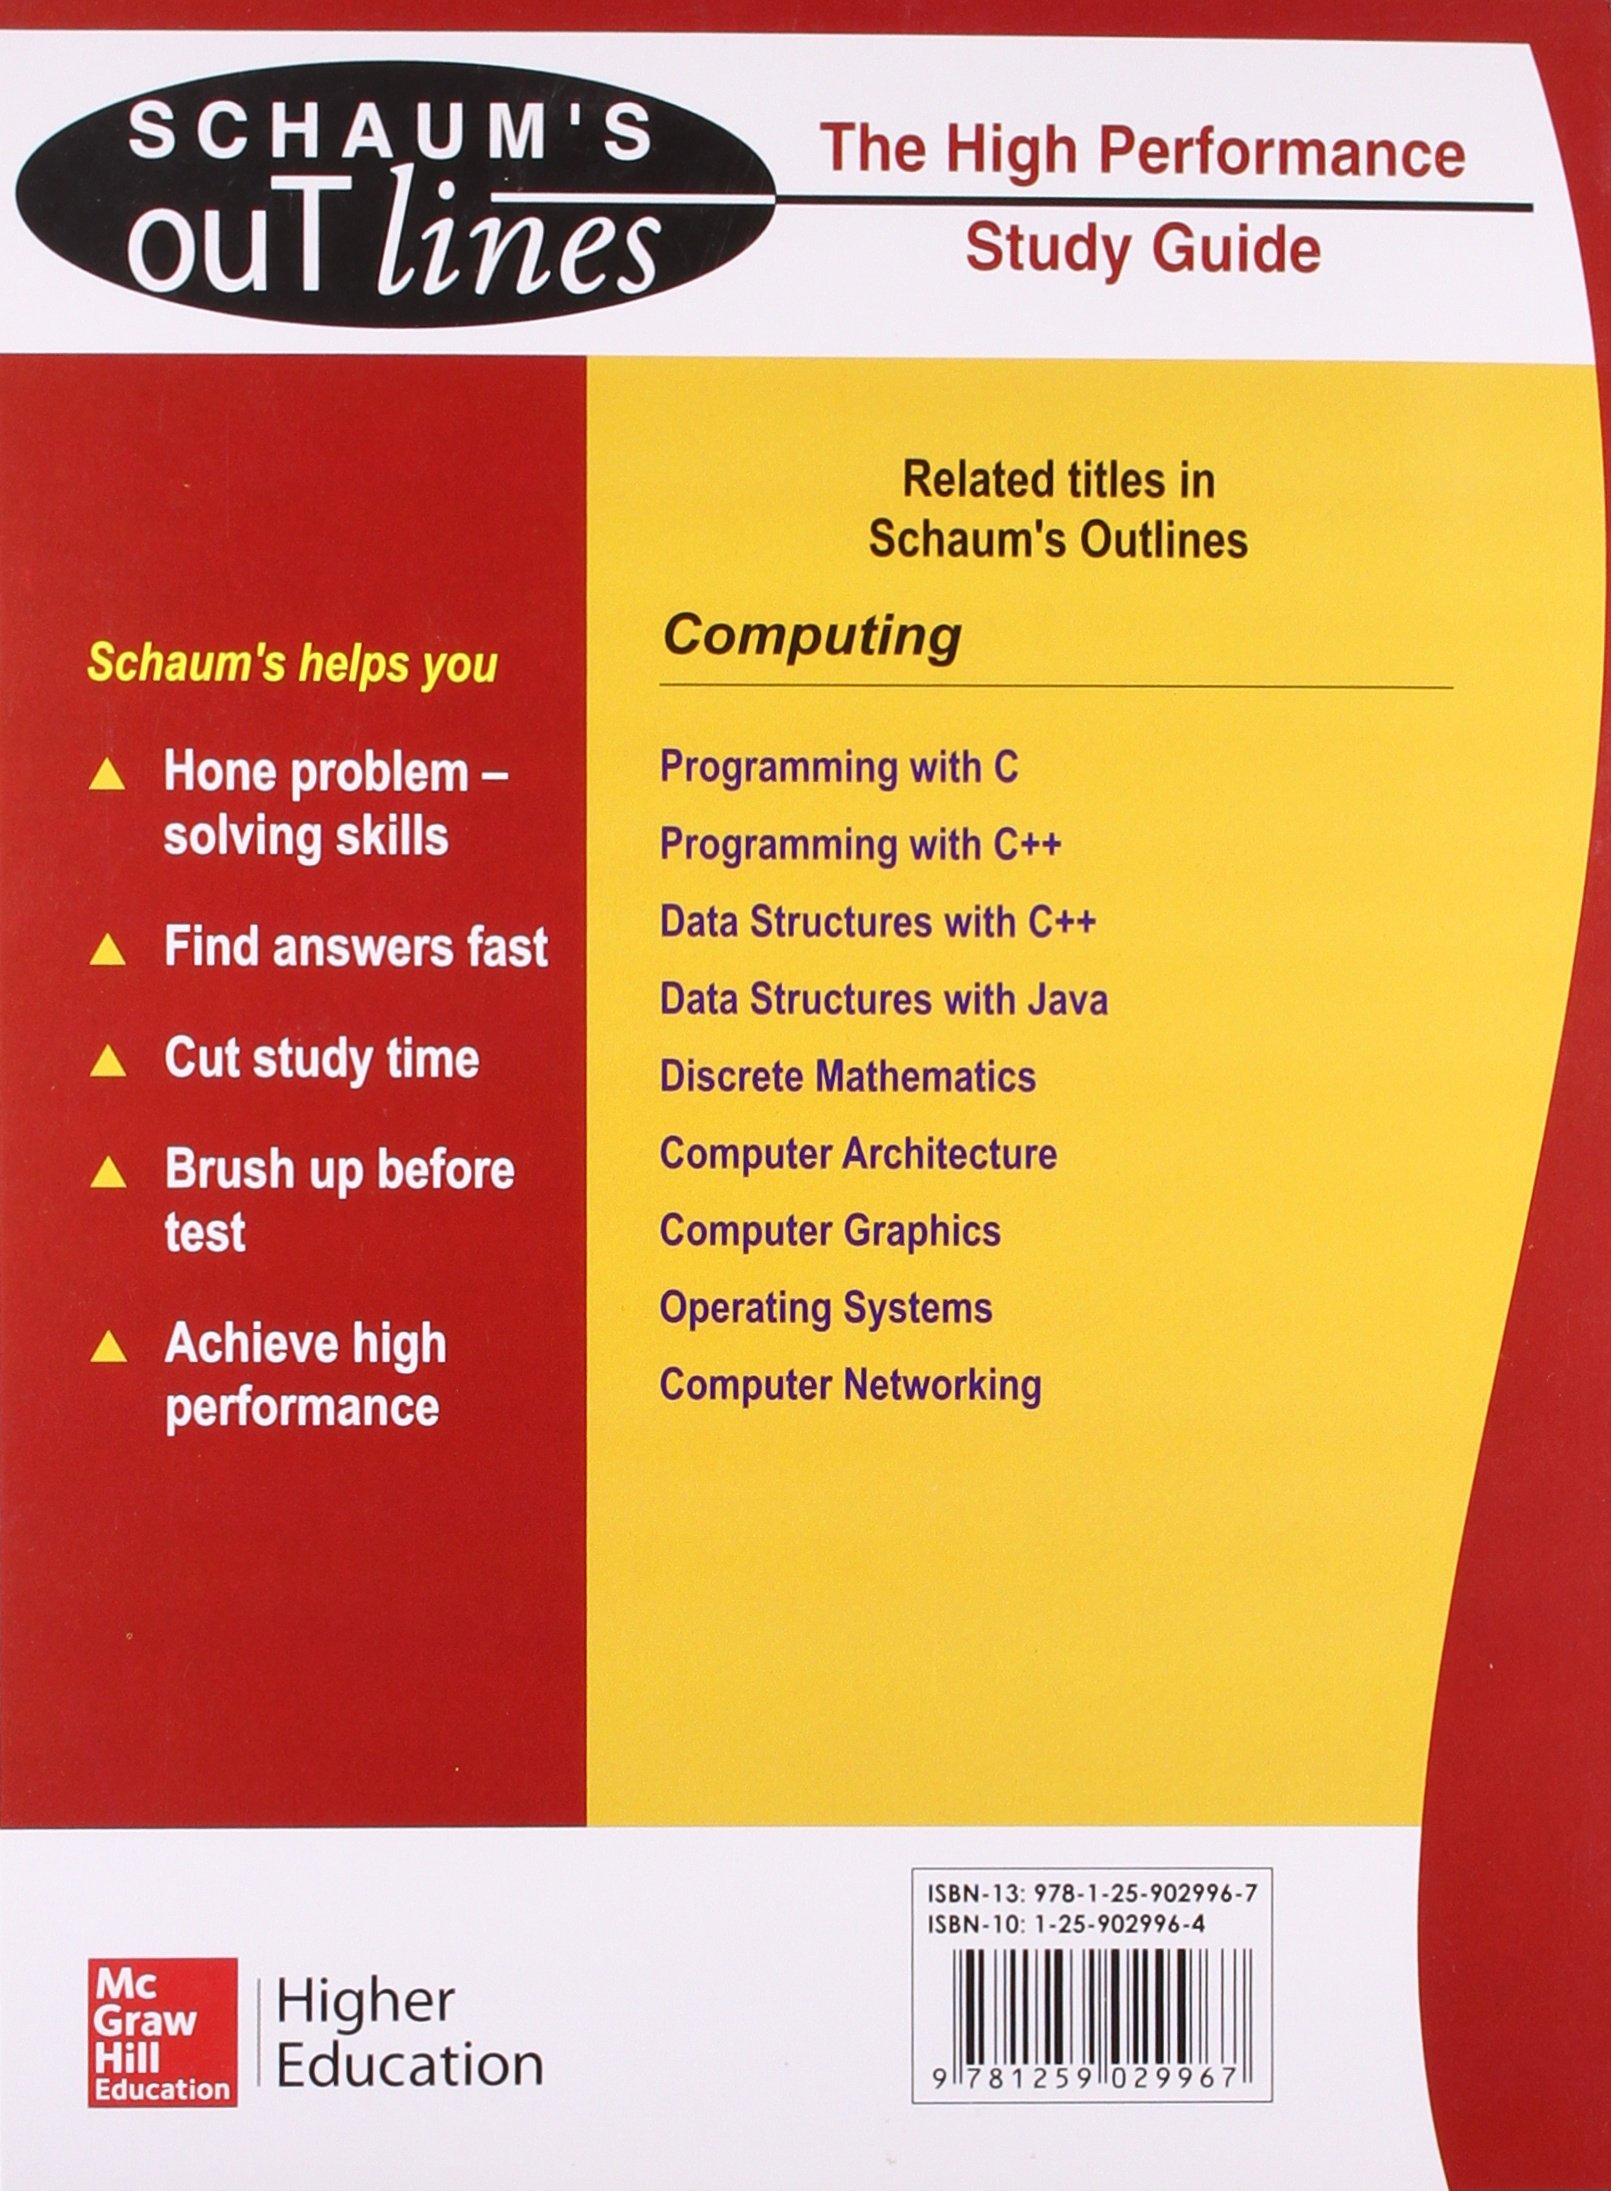 SCHAUM'S
ouTlines
The High Performance
Study Guide
Schaum's helps you
Hone problem –
solving skills
Find answers fast
Cut study time
Brush up before
test
Achieve high
performance
Related titles in
Schaum's Outlines
Computing
Programming with C
Programming with C++
Data Structures with C++
Data Structures with Java
Discrete Mathematics
Computer Architecture
Computer Graphics
Operating Systems
Computer Networking
Mc
Graw
Hill
Education
Higher
Education
ISBN-13: 978-1-25-902996-7
ISBN-10: 1-25-902996-4
9 781259 029967